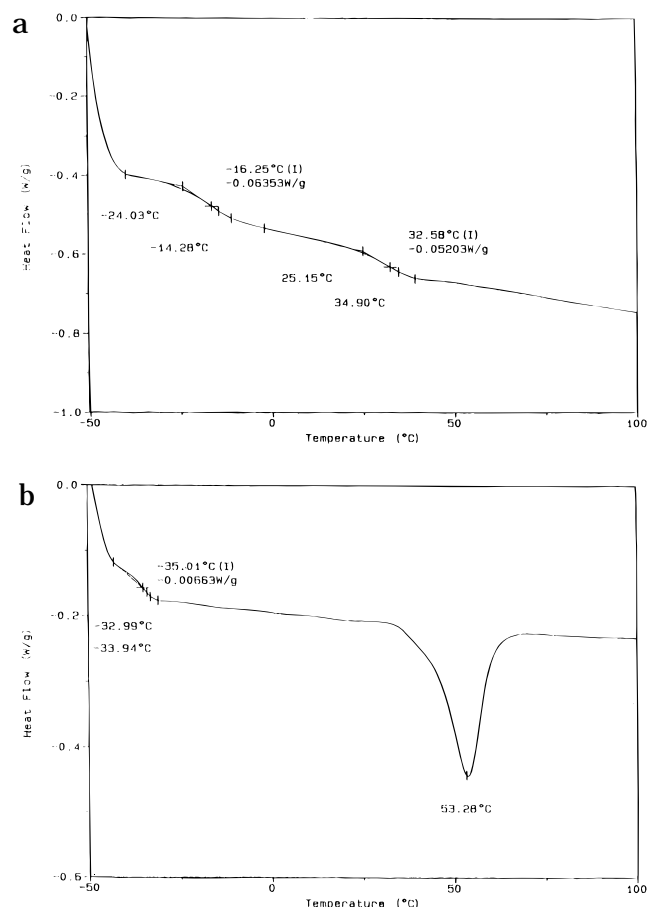 a
0.0
-0.2
-0.4
-0.6
-0.8
-1.0
Heat Flow (W/g)
-16.25°C(I)
-0.06353W/g
-24.03°C
-14.28°C
32.58°C(I)
-0.05203W/g
25.15°C
34.90°C
-50
0
50
100
Temperature (°C)
b
0.0
-0.2
-0.4
-0.6
Heat Flow (W/g)
-35.01°C(I)
-0.00663W/g
-32.99°C
-33.94°C
53.28°C
-50
0
50
100
Temperature (°C)